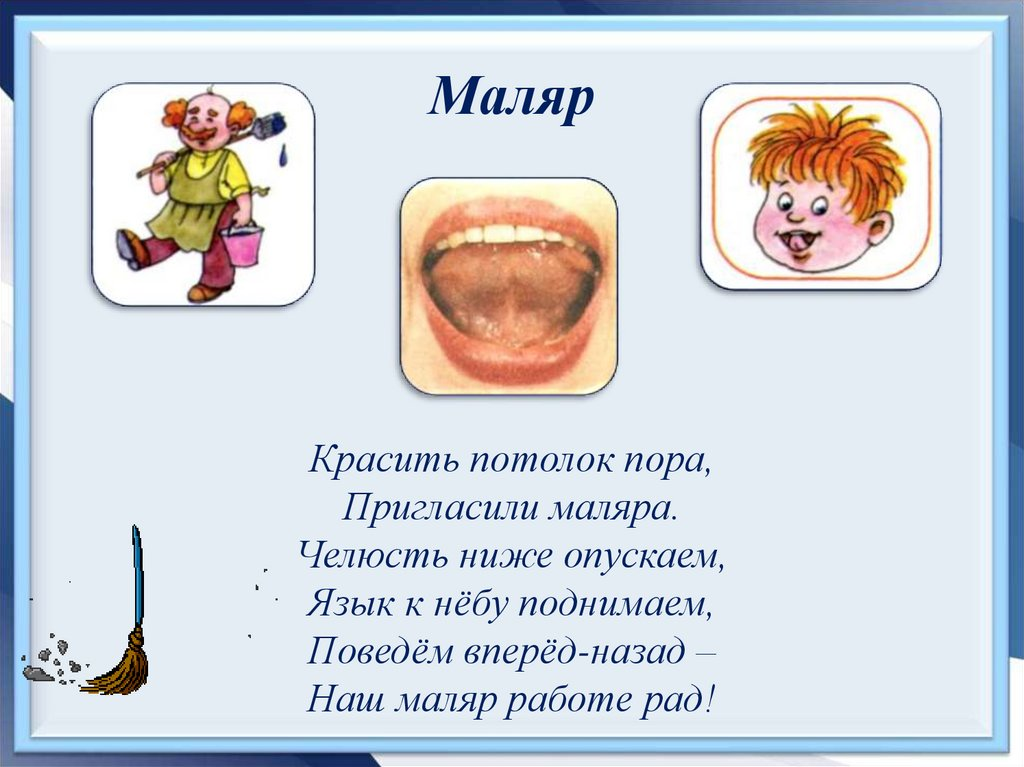 Маляр
Красить потолок пора,
Пригласили маляра.
Челюсть ниже опускаем,
Язык к нёбу поднимаем,
Поведём вперёд-назад –
Наш маляр работе рад!